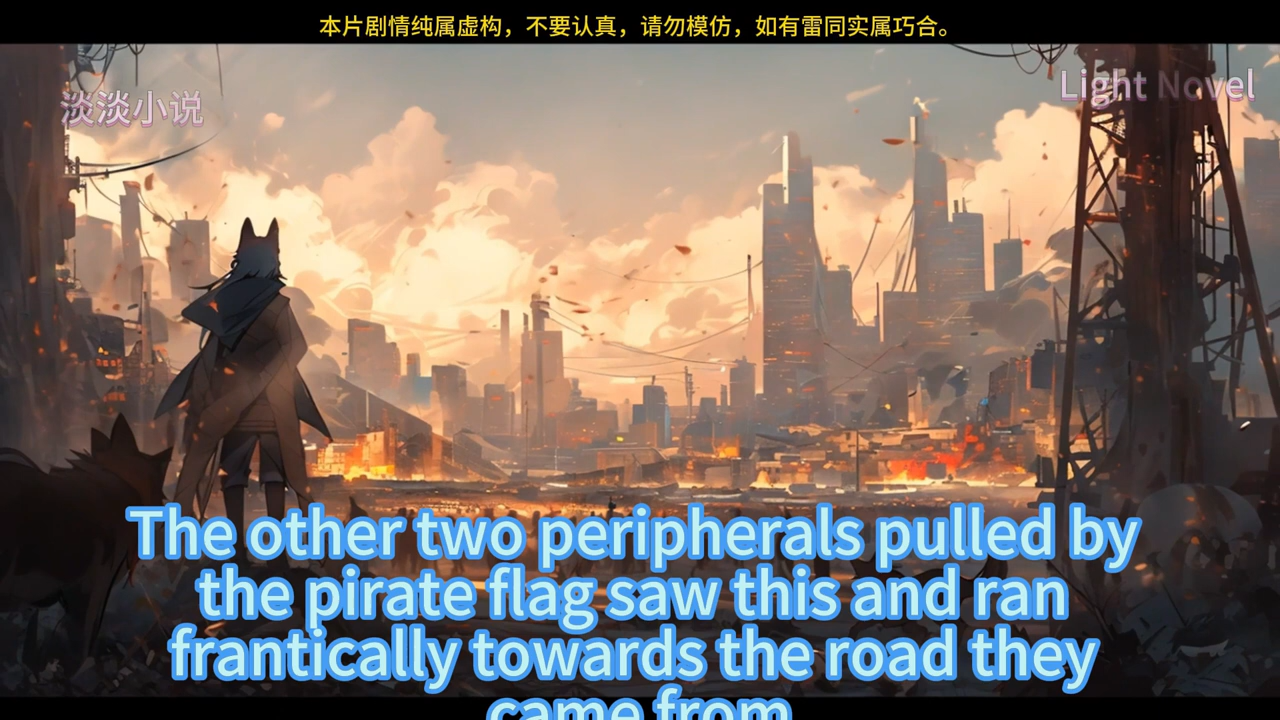 本片剧情纯属虚构，不要认真，请勿模仿，如有雷同实属巧合。
淡淡小说
Light Novel
The other two peripherals pulled by
the pirate flag saw this and ran
frantically towards the road they
came from